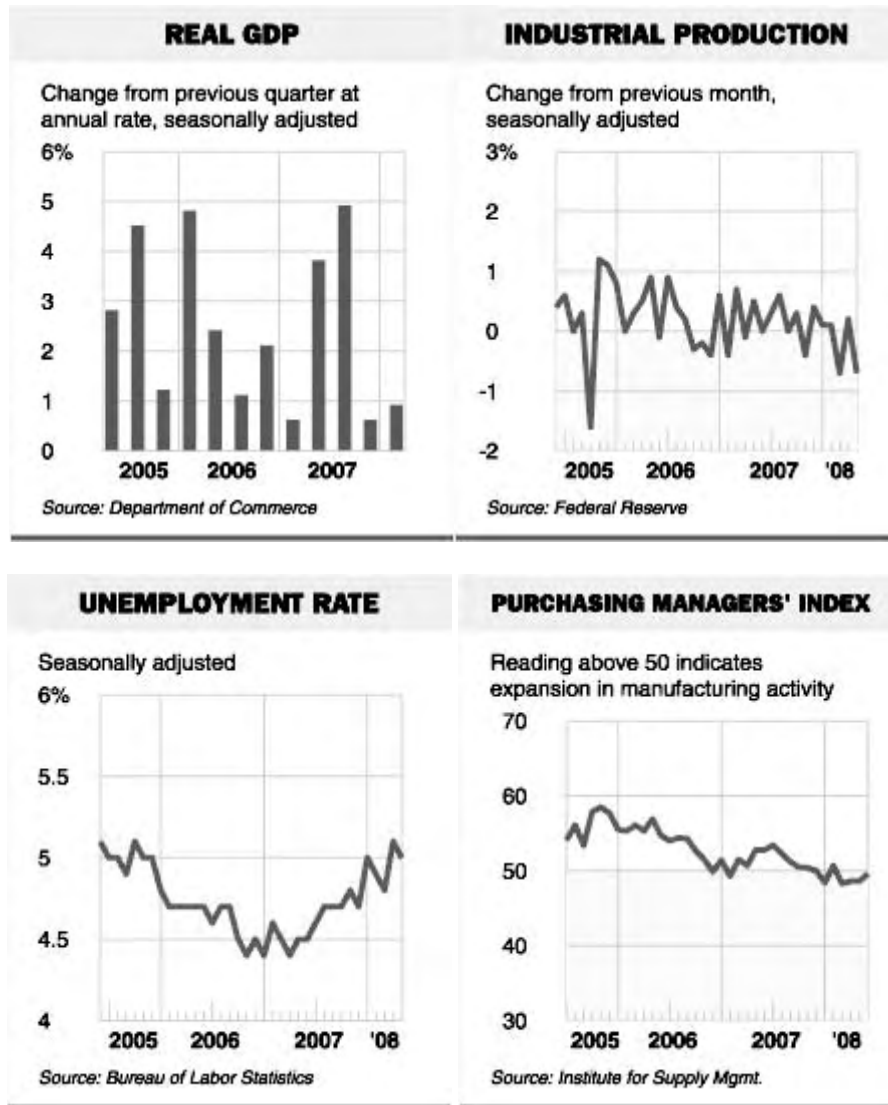 REAL GDP
Change from previous quarter at
annual rate, seasonally adjusted
6%
5
4
3
2
1
0
2005 2006 2007
Source: Department of Commerce
INDUSTRIAL PRODUCTION
Change from previous month,
seasonally adjusted
3%
2
1
0
-1
-2
2005 2006 2007 '08
Source: Federal Reserve
UNEMPLOYMENT RATE
Seasonally adjusted
6%
5.5
5
4.5
4
2005 2006 2007 '08
Source: Bureau of Labor Statistics
PURCHASING MANAGERS' INDEX
Reading above 50 indicates
expansion in manufacturing activity
70
60
50
40
30
2005 2006 2007 '08
Source: Institute for Supply Mgmt.